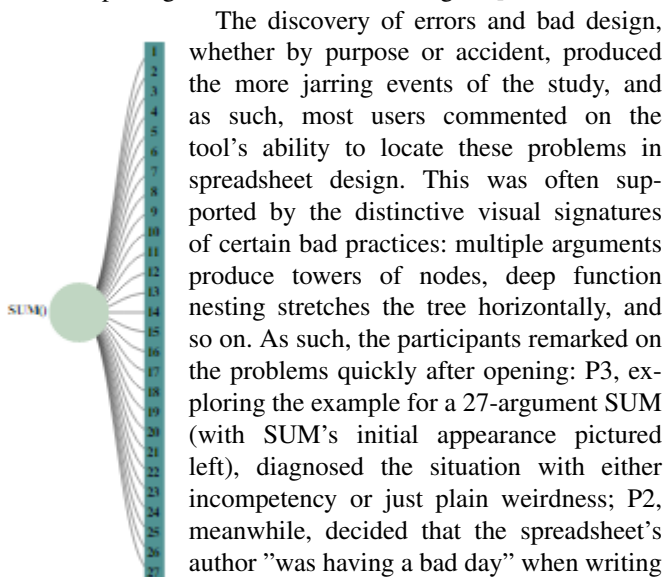 The discovery of errors and bad design,
whether by purpose or accident, produced
the more jarring events of the study, and
as such, most users commented on the
tool's ability to locate these problems in
spreadsheet design. This was often sup-
ported by the distinctive visual signatures
of certain bad practices: multiple arguments
produce towers of nodes, deep function
nesting stretches the tree horizontally, and
so on. As such, the participants remarked on
the problems quickly after opening: P3, ex-
ploring the example for a 27-argument SUM
(with SUM's initial appearance pictured
left), diagnosed the situation with either
incompetency or just plain weirdness; P2,
meanwhile, decided that the spreadsheet's
author ”was having a bad day” when writing
SUM()
1
2
3
4
5
6
7
8
9
10
11
12
13
14
15
16
17
18
19
20
21
22
23
24
25
26
27